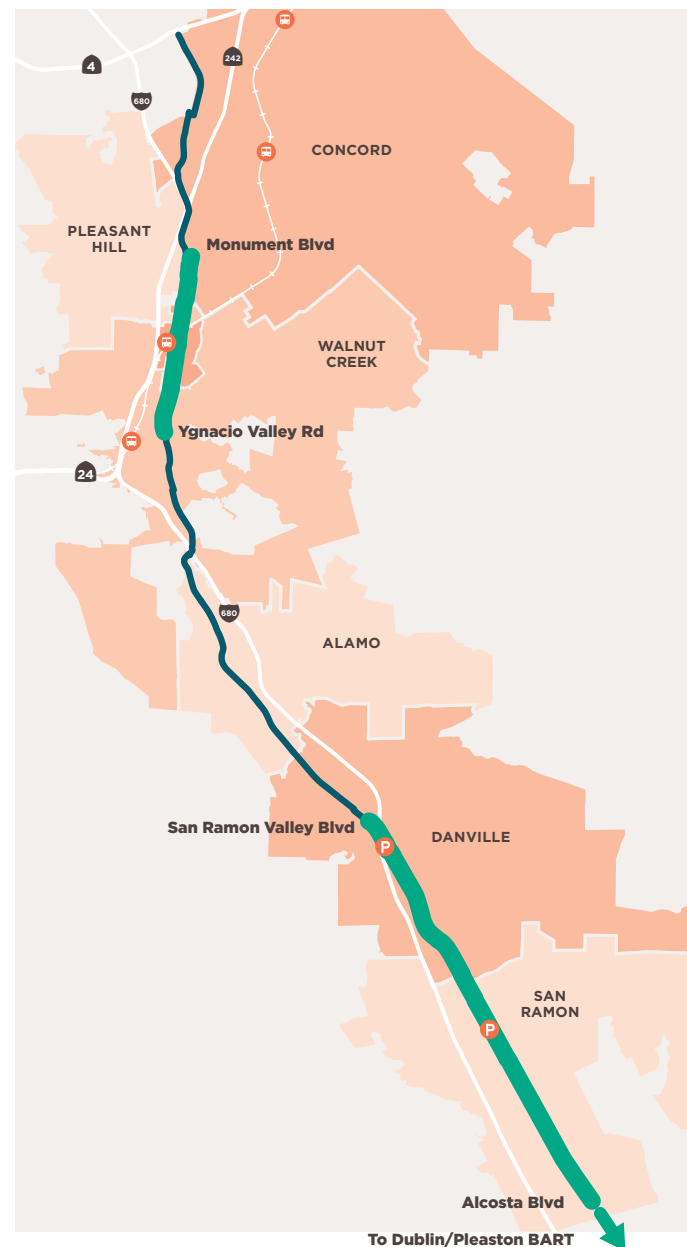 4
242
680
CONCORD
PLEASANT
HILL
Monument Blvd
WALNUT
CREEK
Ygnacio Valley Rd
24
680
ALAMO
San Ramon Valley Blvd
P
DANVILLE
SAN
RAMON
P
Alcosta Blvd
To Dublin/Pleaston BART